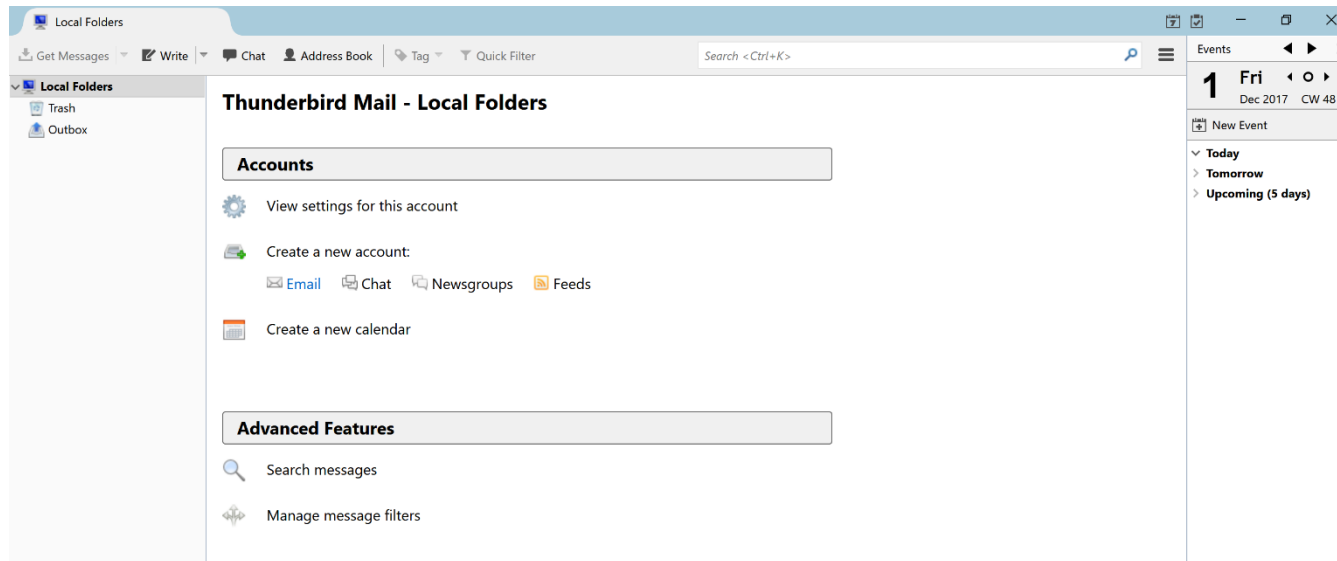 Local Folders
Get Messages Write Chat Address Book Tag Quick Filter Search <Ctrl+K>
Local Folders
Trash
Outbox
Thunderbird Mail - Local Folders
Accounts
View settings for this account
Create a new account:
Email Chat Newsgroups Feeds
Create a new calendar
Advanced Features
Search messages
Manage message filters
7
Events
1 Fri
Dec 2017 CW 48
New Event
Today
Tomorrow
Upcoming (5 days)